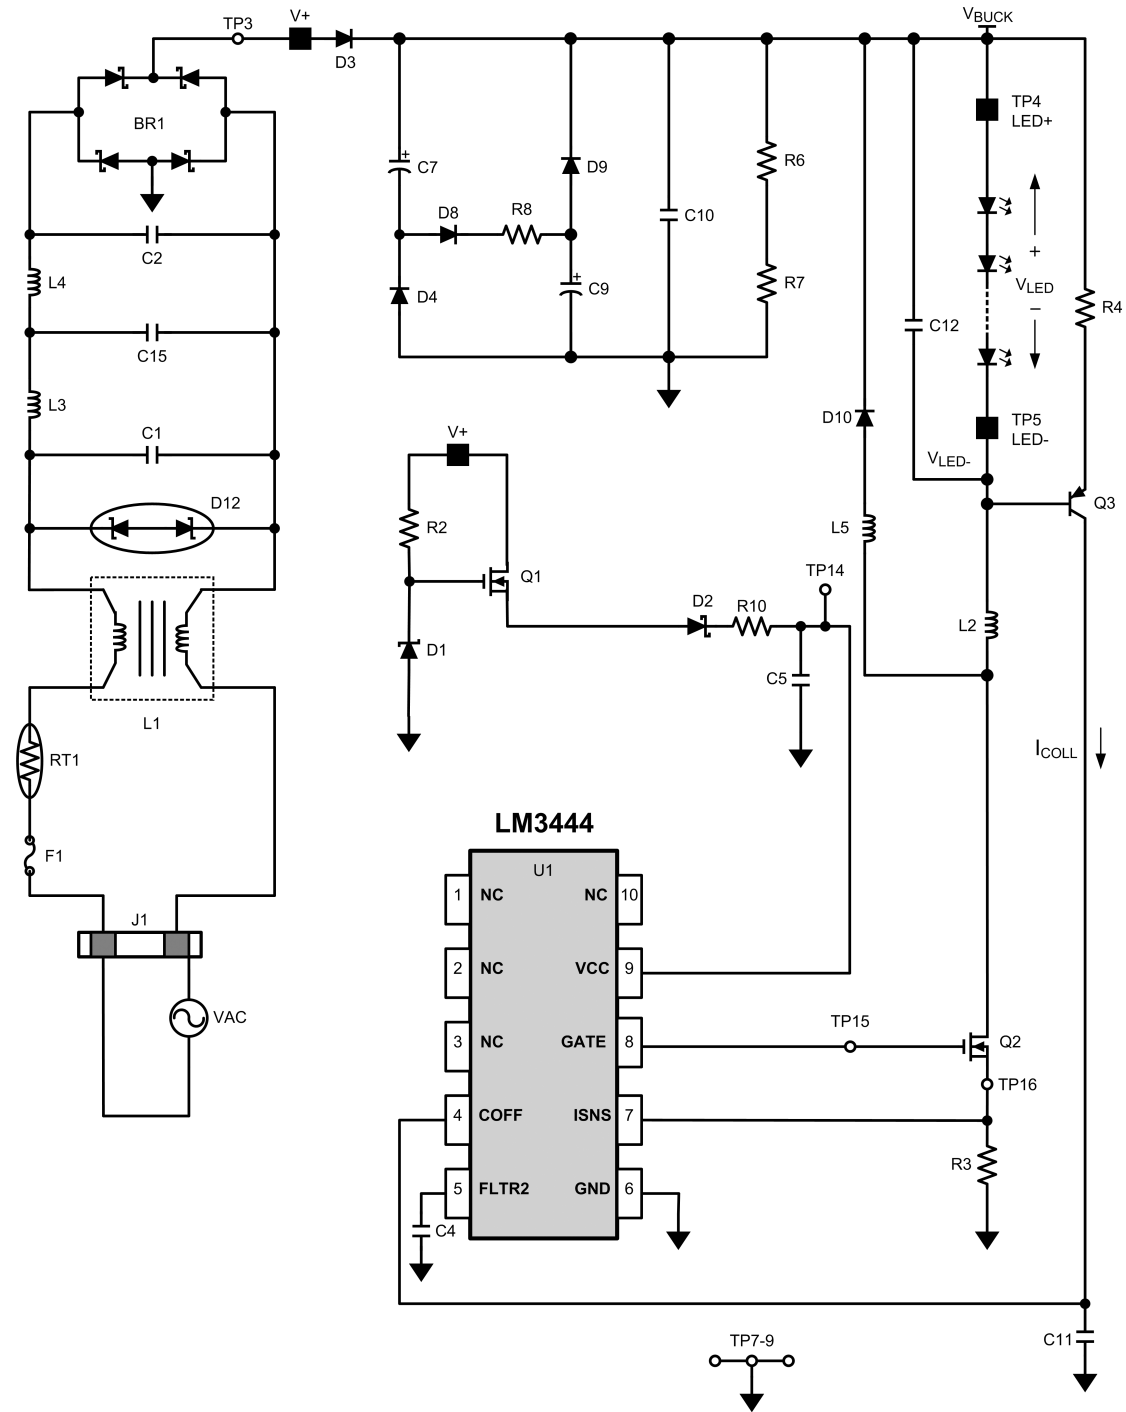 V+
VBUCK
TP3
D3
BR1
TP4
LED+
C7
D9
R6
D8
R8
C10
C2
+
VLED
−
L4
D4
+
C9
R7
+
R4
C12
C15
L3
D10
TP5
LED-
C1
V+
VLED-
D12
Q3
R2
L5
Q1
TP14
D2
R10
L2
D1
C5
L1
RT1
ICOLL
LM3444
F1
U1
1
NC
NC
10
J1
2
NC
VCC
9
VAC
TP15
3
NC
GATE
8
Q2
TP16
4
COFF
ISNS
7
R3
5
FLTR2
GND
6
C4
C11
TP7-9